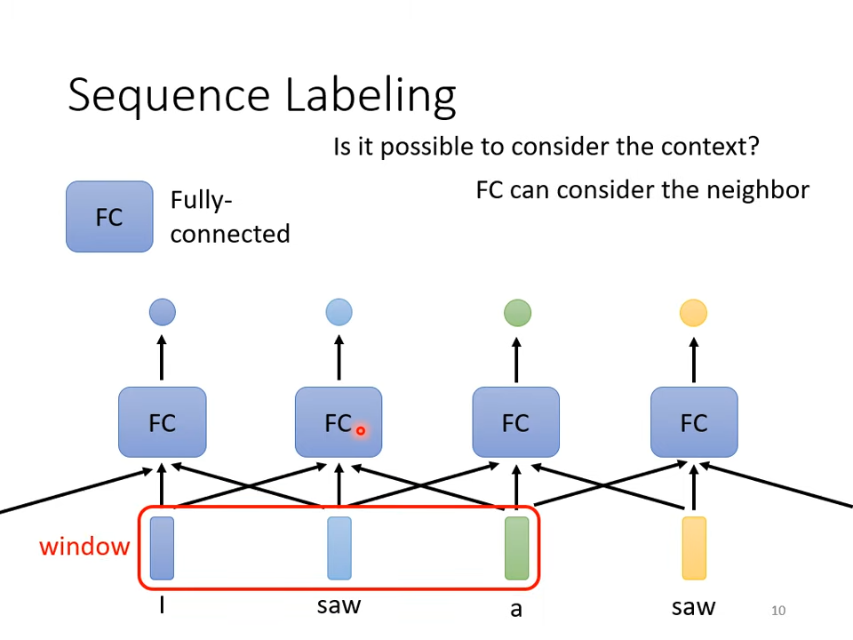 Sequence Labeling
Is it possible to consider the context?
FC can consider the neighbor
FC
Fully-
connected
FC
FC
FC
FC
window
I
saw
a
saw
10